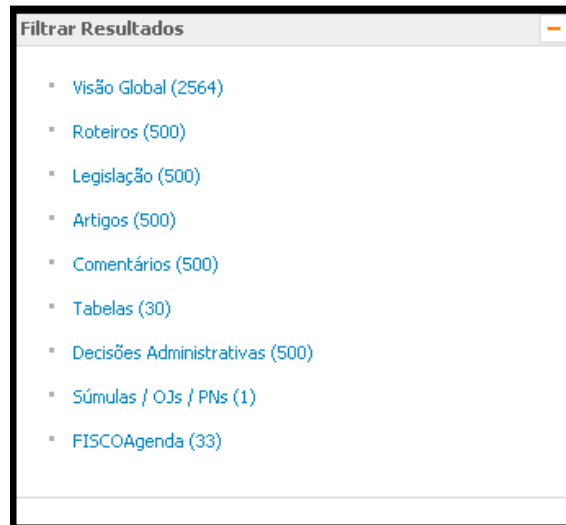 Filtrar Resultados
Visão Global (2564)
Roteiros (500)
Legislação (500)
Artigos (500)
Comentários (500)
Tabelas (30)
Decisões Administrativas (500)
Súmulas / OJs / PNs (1)
FISCOAgenda (33)